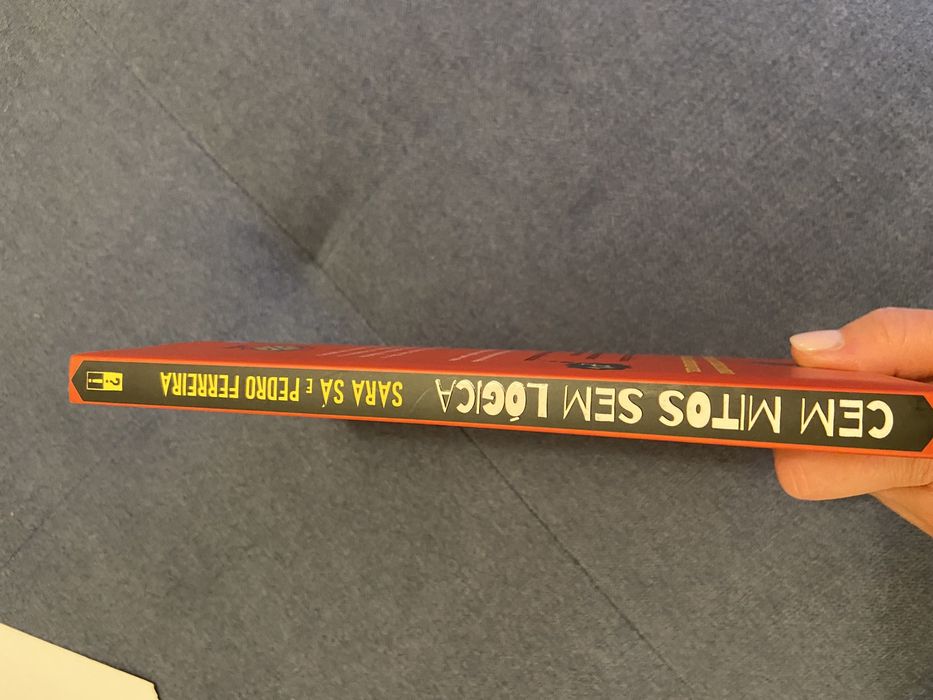 CEM MITOS SEM LÓGICA
SARA SÁ E PEDRO FERREIRA
?!